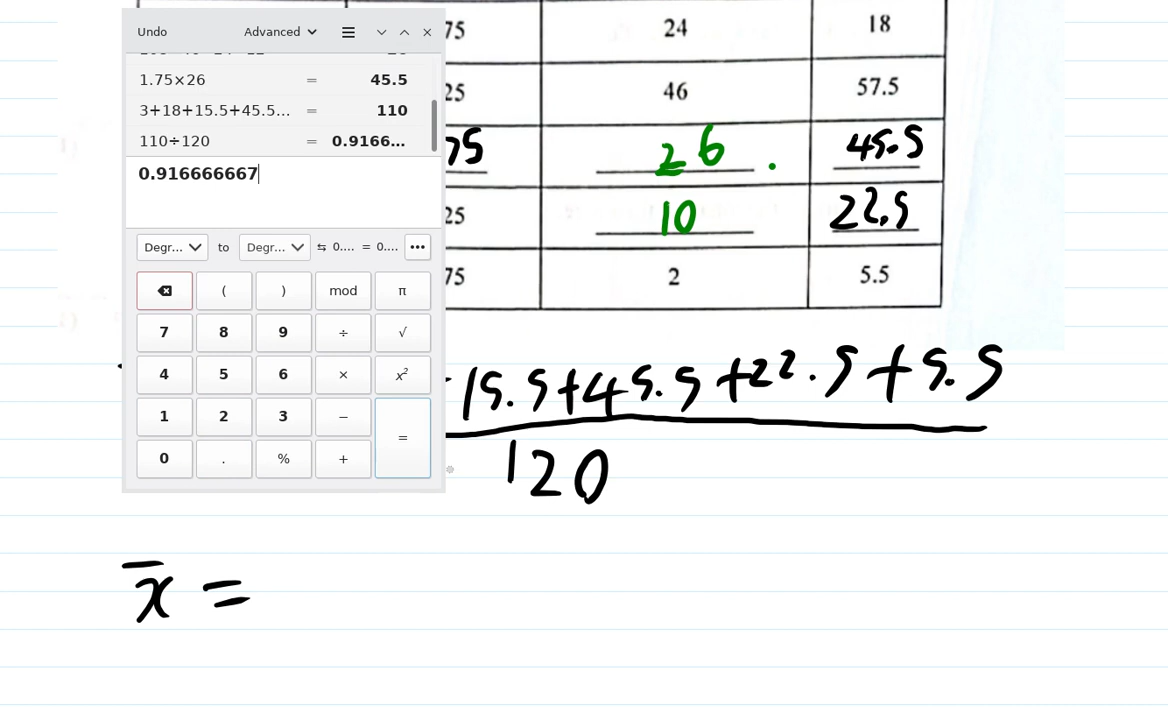 Undo Advanced
1.75×26 = 45.5
3+18+15.5+45.5... = 110
110÷120 = 0.9166...
0.916666667
Degr... to Degr... ⇆ 0.... = 0.... •••
( ) mod π
7 8 9 ÷ √
4 5 6 × x²
1 2 3 −
0 . % + =
75 24 18
25 46 57.5
75 26 . 45.5
25 10 22.5
75 2 5.5
15.5+45.5+22.5+5.5
120
x̄ =